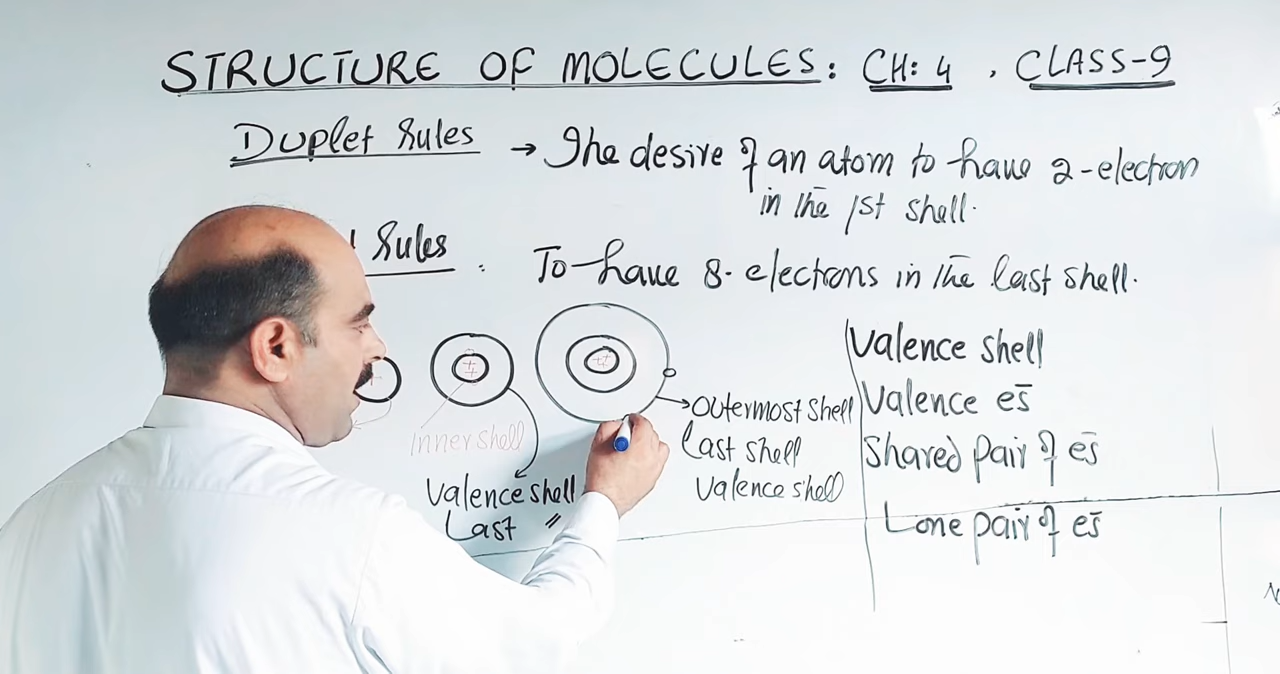 STRUCTURE OF MOLECULES: CH: 4 , CLASS-9
Duplet Rules → The desire of an atom to have 2-electron
in the 1st shell.
Rules : To have 8-electrons in the last shell.
inner shell
Valence shell
Last "
Outermost shell
last shell
Valence shell
Valence shell
Valence es
Shared pair of es
Lone pair of es